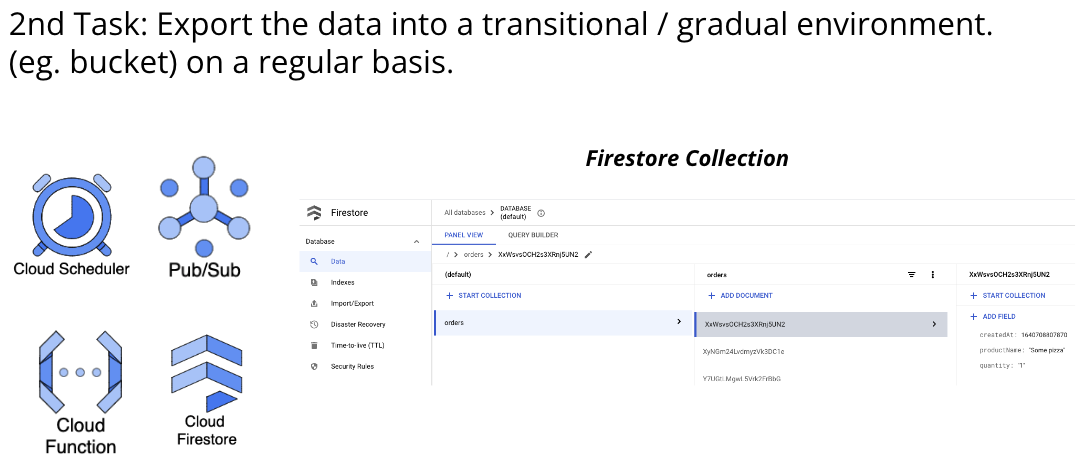 2nd Task: Export the data into a transitional / gradual environment.
(eg. bucket) on a regular basis.
Firestore Collection
Cloud Scheduler
Pub/Sub
Cloud
Function
Cloud
Firestore
Firestore
Database
Data
Indexes
Import/Export
Disaster Recovery
Time-to-live (TTL)
Security Rules
All databases > DATABASE
(default)
PANEL VIEW QUERY BUILDER
/ > orders > XxWsvsOCH2s3XRnj5UN2
(default)
+ START COLLECTION
orders
orders
+ ADD DOCUMENT
XxWsvsOCH2s3XRnj5UN2
XyNGm24LvdmyzVk3DC1e
XxWsvsOCH2s3XRnj5UN2
+ START COLLECTION
+ ADD FIELD
createdAt: 1640708807870
productName: "Some pizza"
quantity: "1"